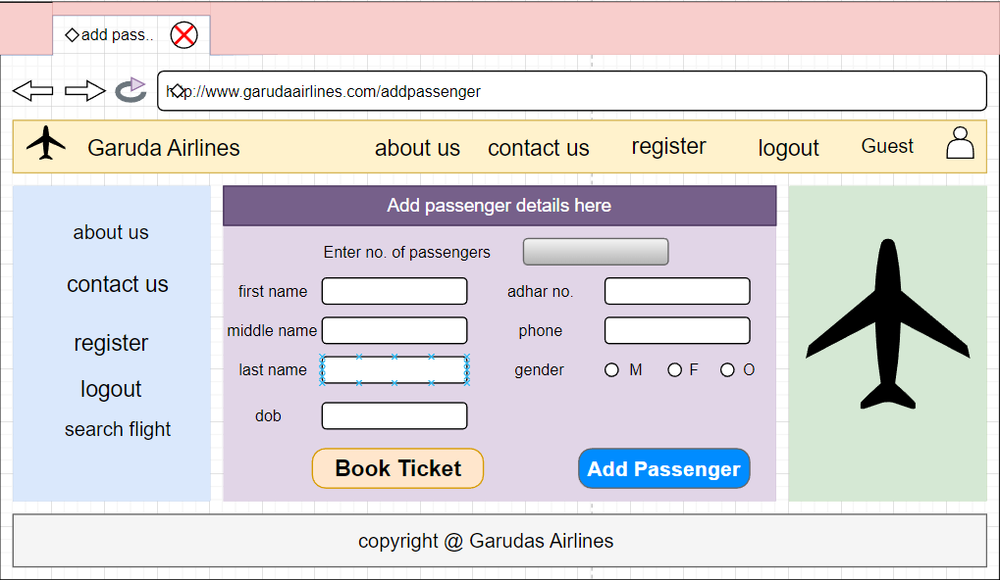 add pass..
http://www.garudaairlines.com/addpassenger
Garuda Airlines about us contact us register logout Guest
about us
contact us
register
logout
search flight
Add passenger details here
Enter no. of passengers
first name adhar no.
middle name phone
last name gender M F O
dob
Book Ticket Add Passenger
copyright @ Garudas Airlines